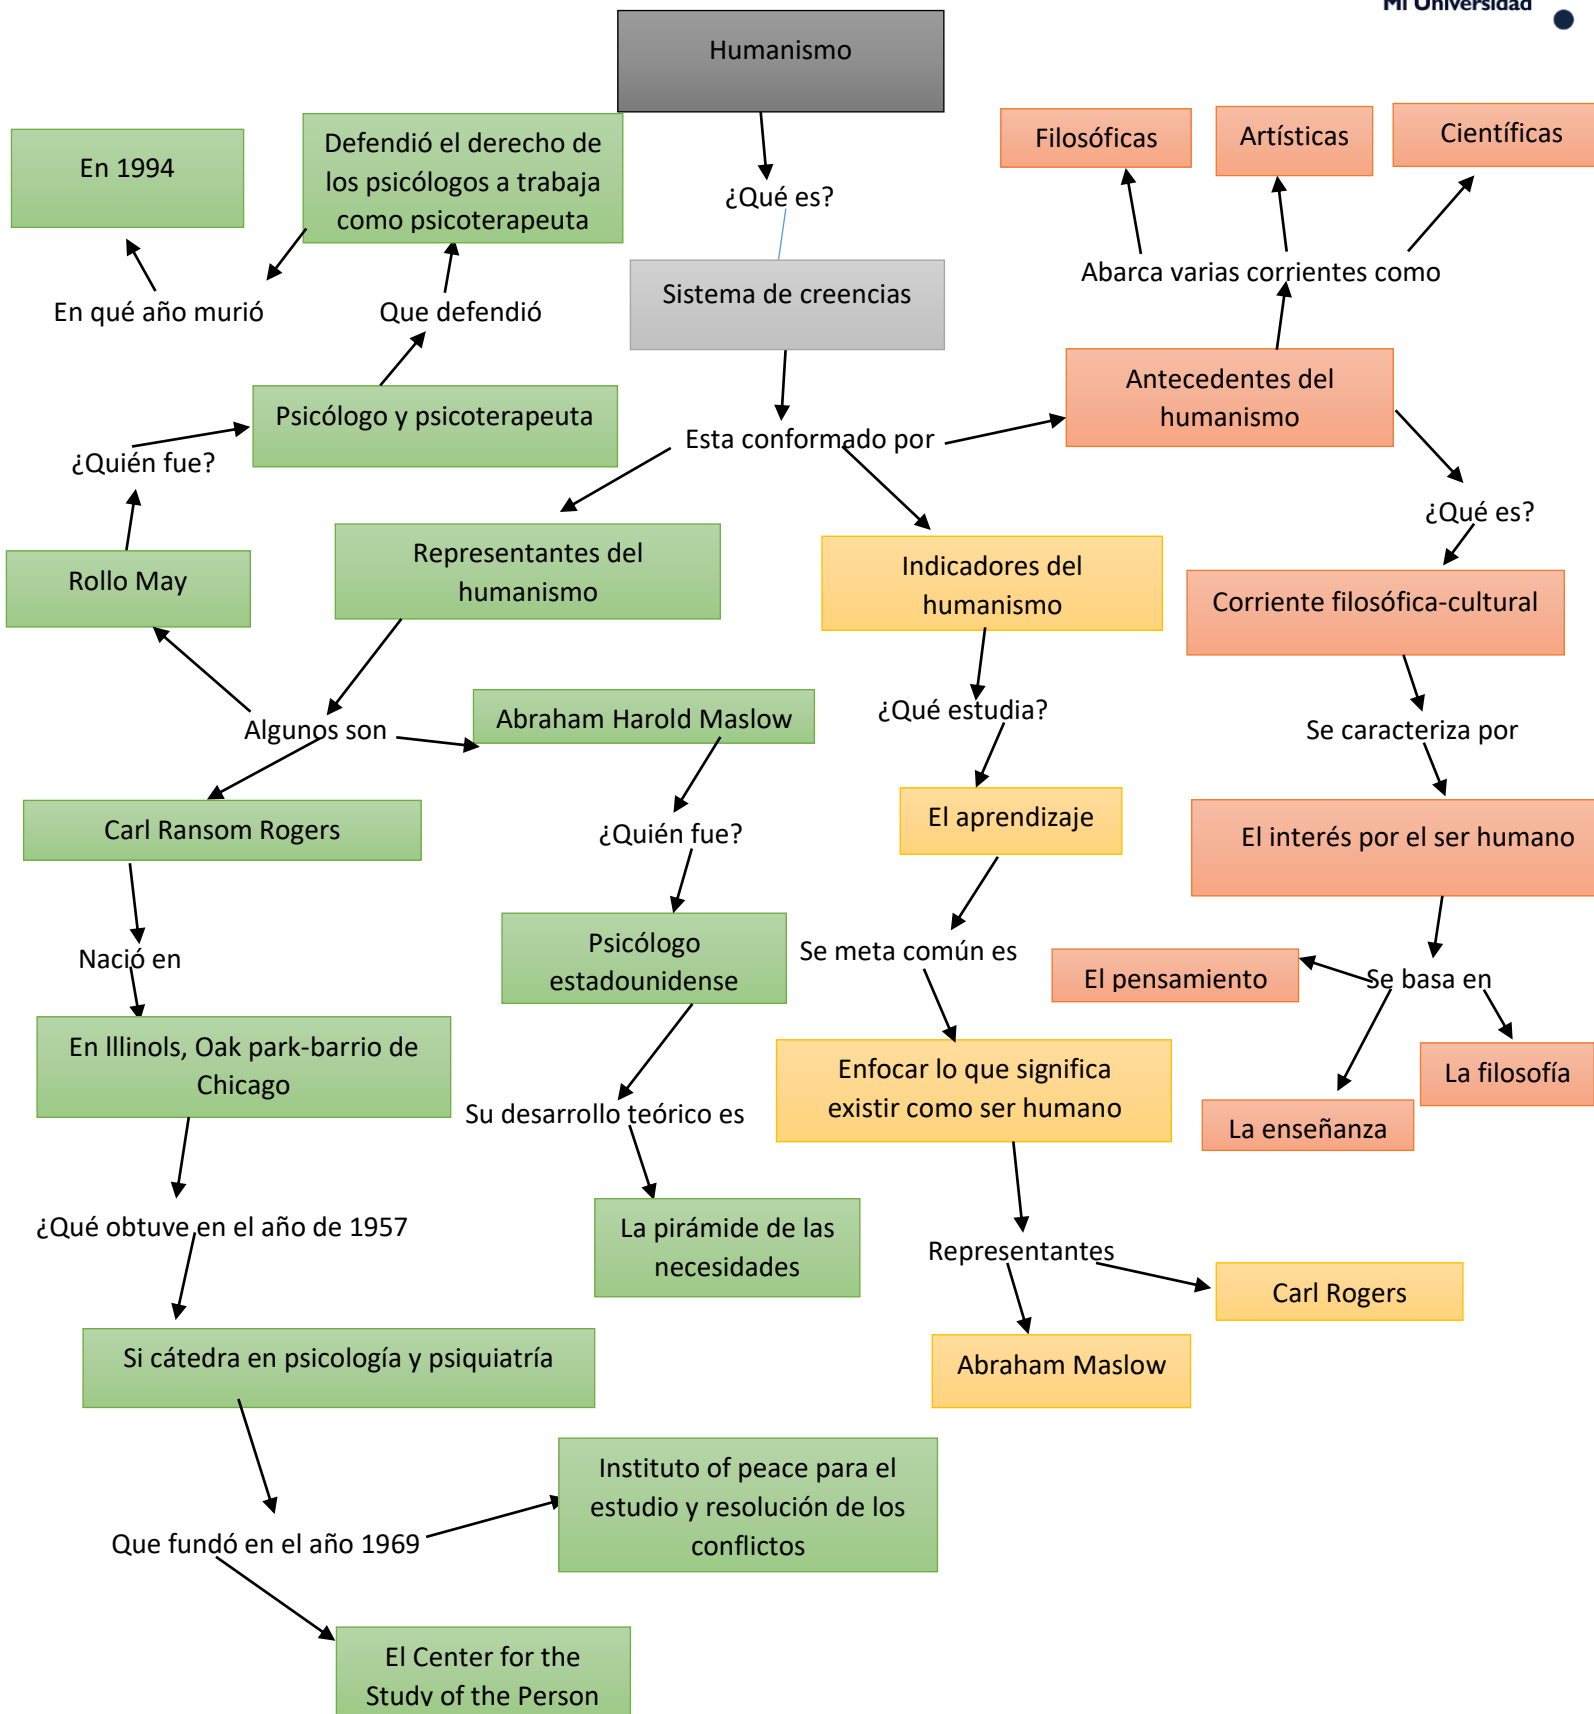 Mi Universidad
Humanismo
¿Qué es?
Sistema de creencias
Esta conformado por
Filosóficas
Artísticas
Científicas
Abarca varias corrientes como
Antecedentes del
humanismo
¿Qué es?
Corriente filosófica-cultural
Se caracteriza por
El interés por el ser humano
Se basa en
El pensamiento
La enseñanza
La filosofía
Indicadores del
humanismo
¿Qué estudia?
El aprendizaje
Se meta común es
Enfocar lo que significa
existir como ser humano
Representantes
Carl Rogers
Abraham Maslow
Representantes del
humanismo
Algunos son
Rollo May
¿Quién fue?
Psicólogo y psicoterapeuta
Que defendió
Defendió el derecho de
los psicólogos a trabaja
como psicoterapeuta
En qué año murió
En 1994
Abraham Harold Maslow
¿Quién fue?
Psicólogo
estadounidense
Su desarrollo teórico es
La pirámide de las
necesidades
Carl Ransom Rogers
Nació en
En lllinols, Oak park-barrio de
Chicago
¿Qué obtuve en el año de 1957
Si cátedra en psicología y psiquiatría
Que fundó en el año 1969
Instituto of peace para el
estudio y resolución de los
conflictos
El Center for the
Study of the Person